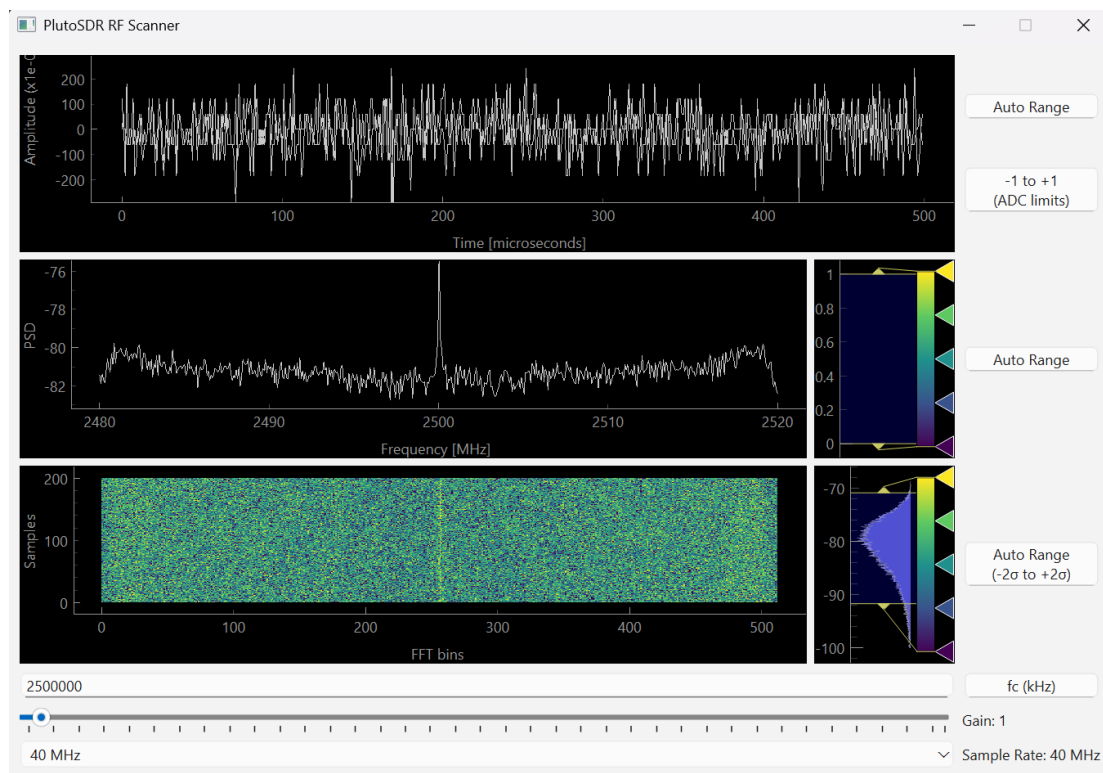 PlutoSDR RF Scanner
Amplitude (x1e-0
200
100
0
-100
-200
0 100 200 300 400 500
Time [microseconds]
Auto Range
-1 to +1
(ADC limits)
PSD
-76
-78
-80
-82
2480 2490 2500 2510 2520
Frequency [MHz]
1
0.8
0.6
0.4
0.2
0
Auto Range
Samples
200
100
0
0 100 200 300 400 500
FFT bins
-70
-80
-90
-100
Auto Range
(-2σ to +2σ)
2500000
fc (kHz)
Gain: 1
40 MHz
Sample Rate: 40 MHz